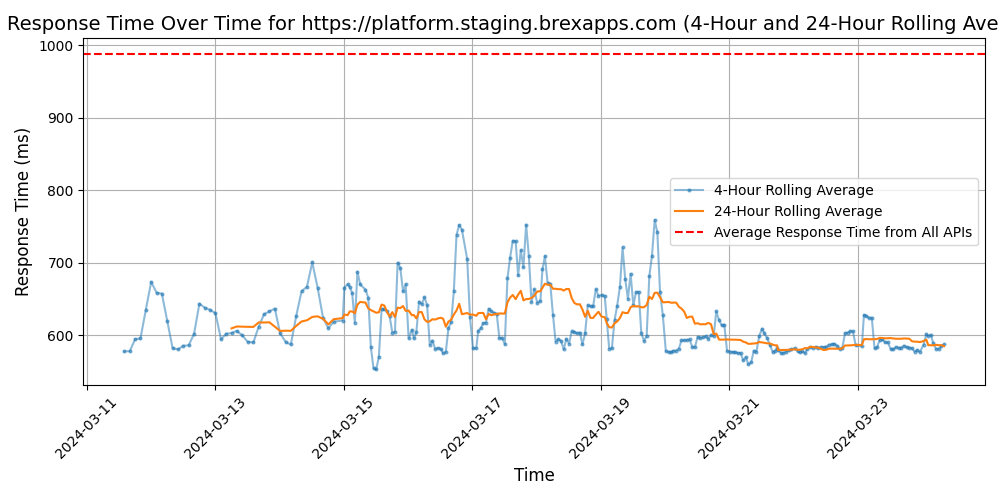 Response Time Over Time for https://platform.staging.brexapps.com (4-Hour and 24-Hour Rolling Ave
Response Time (ms)
1000
900
800
700
600
4-Hour Rolling Average
24-Hour Rolling Average
Average Response Time from All APIs
2024-03-11
2024-03-13
2024-03-15
2024-03-17
2024-03-19
2024-03-21
2024-03-23
Time